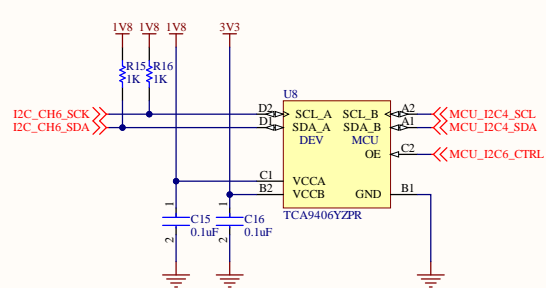 1V8 1V8 1V8 3V3
R15 R16
1K 1K
U8
I2C_CH6_SCK D2 SCL_A SCL_B A2 MCU_I2C4_SCL
I2C_CH6_SDA D1 SDA_A SDA_B A1 MCU_I2C4_SDA
DEV MCU
OE C2 MCU_I2C6_CTRL
C1 VCCA
B2 VCCB GND B1
TCA9406YZPR
1 1
C15 C16
0.1uF 0.1uF
2 2